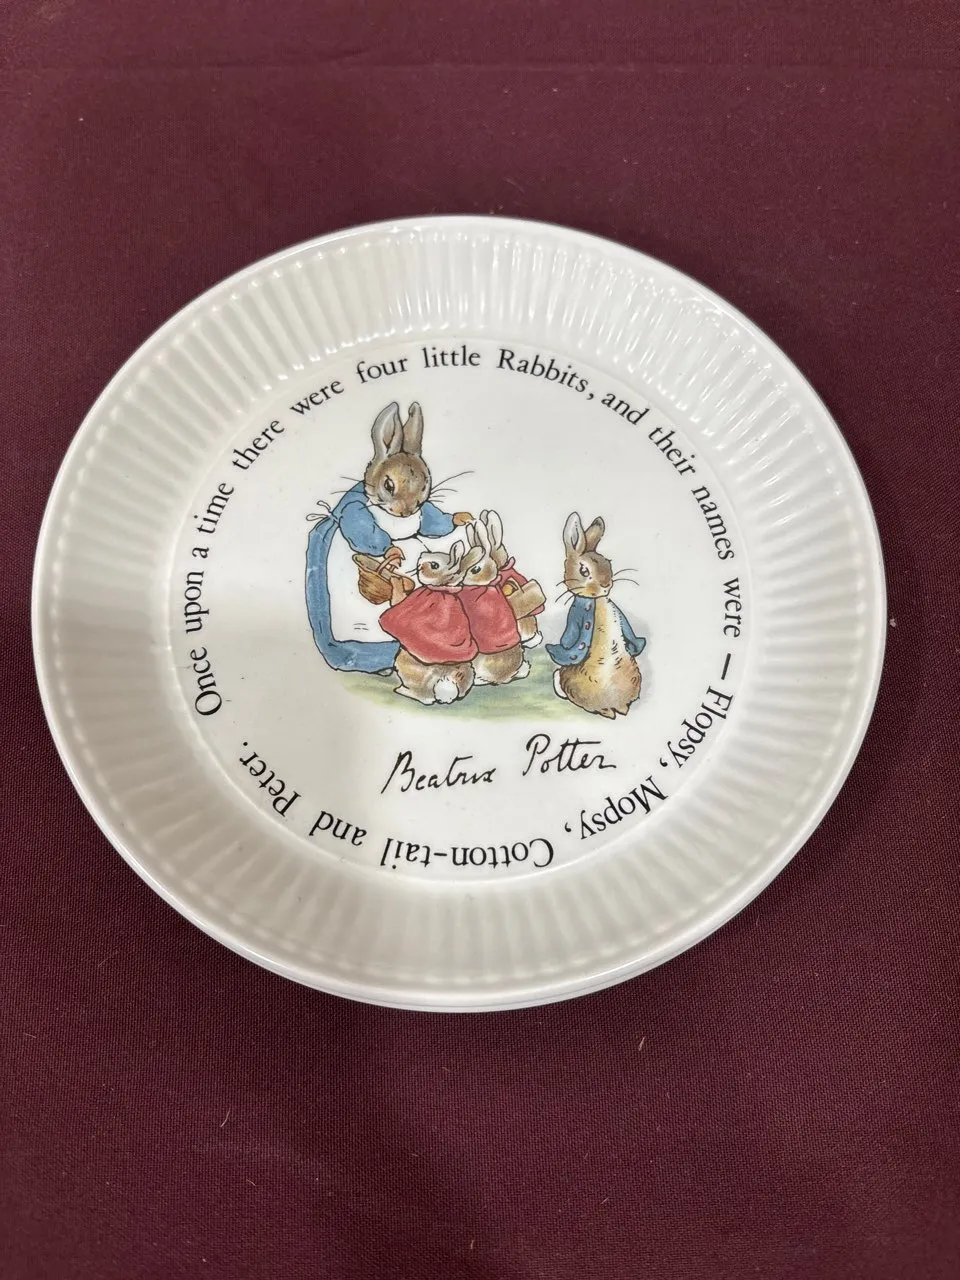 Once upon a time there were four little Rabbits, and their names were — Flopsy, Mopsy, Cotton-tail and Peter.
Beatrix Potter